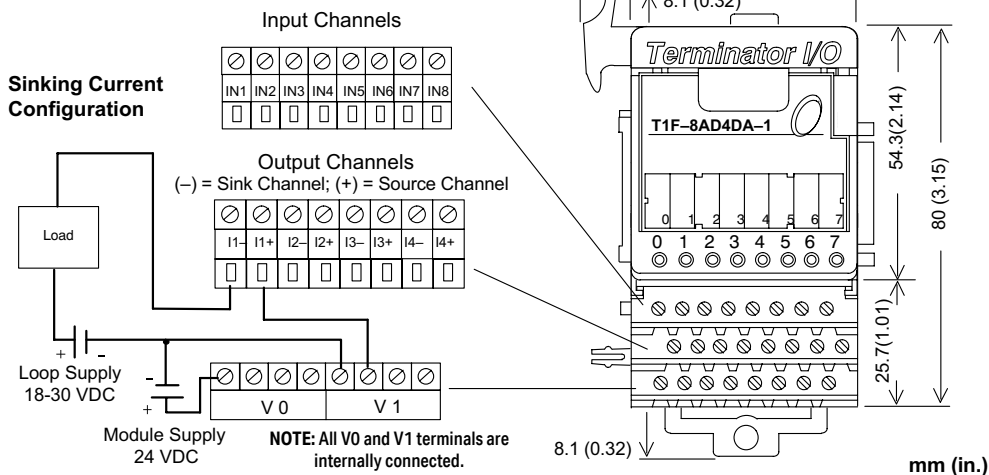 Input Channels
8.1 (0.32)
Sinking Current
Configuration
IN1 IN2 IN3 IN4 IN5 IN6 IN7 IN8
Output Channels
(–) = Sink Channel; (+) = Source Channel
I1– I1+ I2– I2+ I3– I3+ I4– I4+
Load
+ -
Loop Supply
18-30 VDC
-
+
Module Supply
24 VDC
V 0 V 1
NOTE: All V0 and V1 terminals are
internally connected.
Terminator I/O
T1F–8AD4DA–1
0 1 2 3 4 5 6 7
0 1 2 3 4 5 6 7
54.3(2.14)
80 (3.15)
25.7(1.01)
8.1 (0.32)
mm (in.)